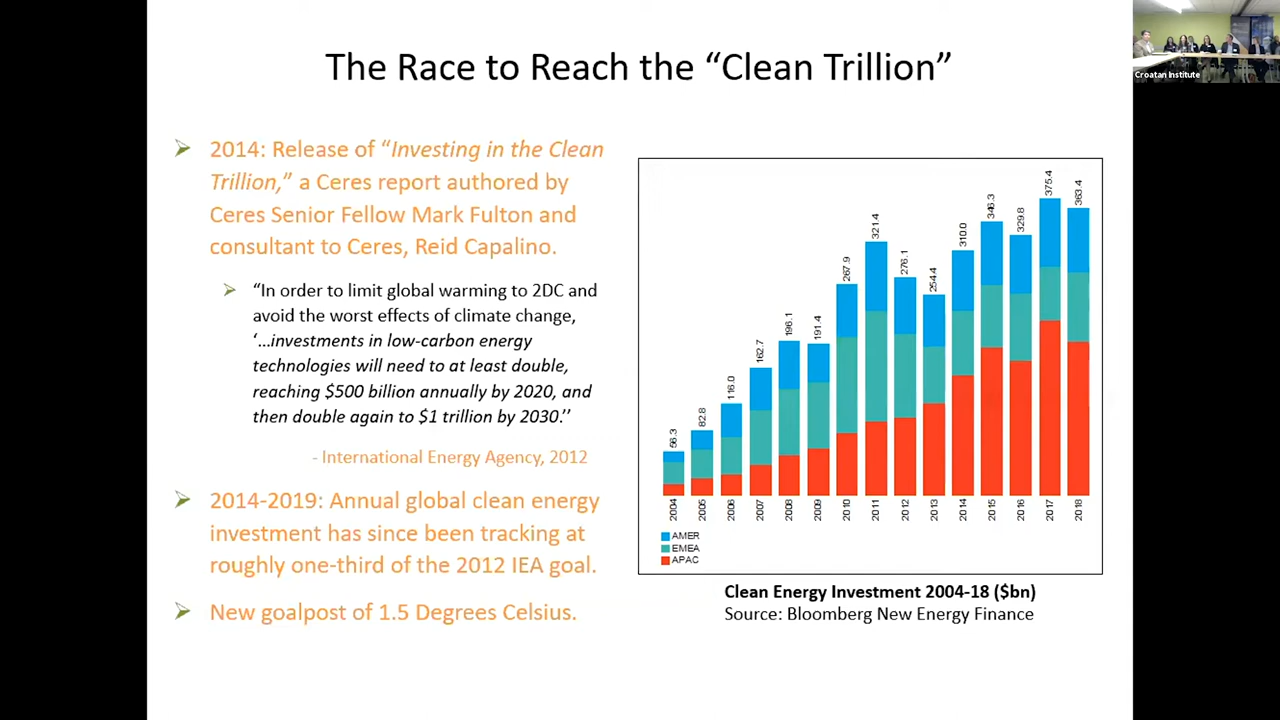 The Race to Reach the “Clean Trillion”
Croatan Institute
2014: Release of “Investing in the Clean
Trillion,” a Ceres report authored by
Ceres Senior Fellow Mark Fulton and
consultant to Ceres, Reid Capalino.
“In order to limit global warming to 2DC and
avoid the worst effects of climate change,
‘…investments in low-carbon energy
technologies will need to at least double,
reaching $500 billion annually by 2020, and
then double again to $1 trillion by 2030.’’
- International Energy Agency, 2012
2014-2019: Annual global clean energy
investment has since been tracking at
roughly one-third of the 2012 IEA goal.
New goalpost of 1.5 Degrees Celsius.
56.3
82.8
116.0
162.7
196.1
191.4
267.9
321.4
276.1
254.4
310.0
346.3
329.8
375.4
363.4
2004
2005
2006
2007
2008
2009
2010
2011
2012
2013
2014
2015
2016
2017
2018
AMER
EMEA
APAC
Clean Energy Investment 2004-18 ($bn)
Source: Bloomberg New Energy Finance